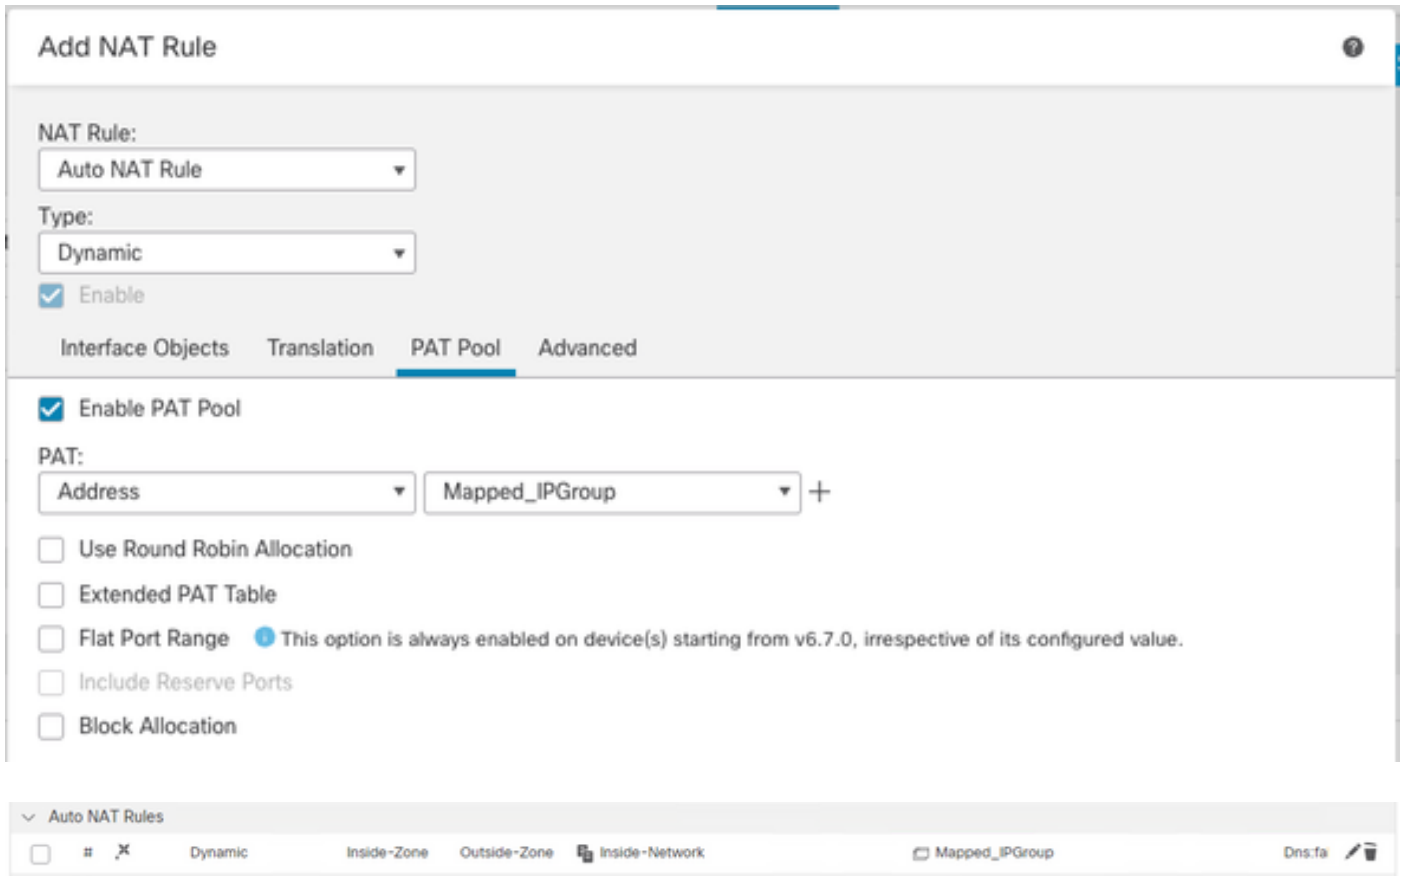 Add NAT Rule
NAT Rule:
Auto NAT Rule
Type:
Dynamic
Enable
Interface Objects Translation PAT Pool Advanced
Enable PAT Pool
PAT:
Address Mapped_IPGroup
Use Round Robin Allocation
Extended PAT Table
Flat Port Range This option is always enabled on device(s) starting from v6.7.0, irrespective of its configured value.
Include Reserve Ports
Block Allocation
Auto NAT Rules
# Dynamic Inside-Zone Outside-Zone Inside-Network Mapped_IPGroup Dns:fa